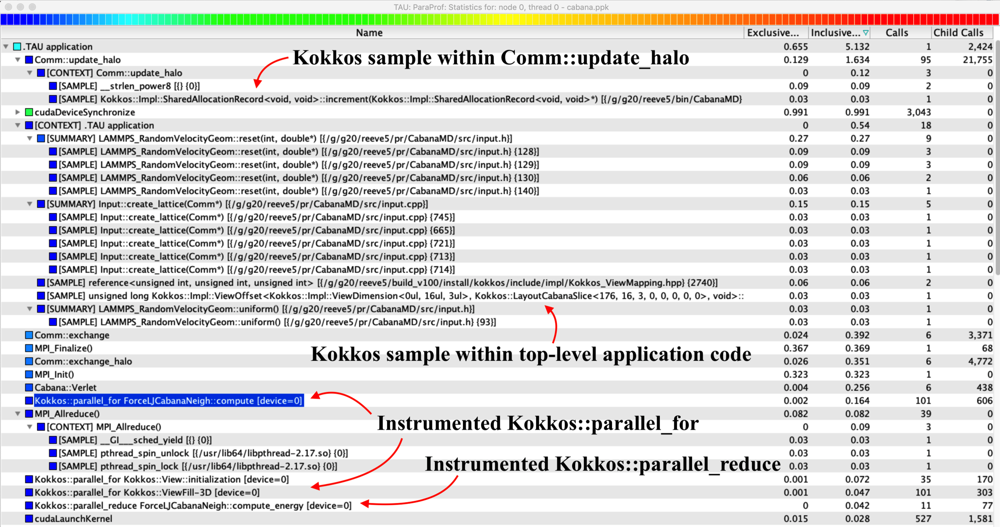 TAU: ParaProf: Statistics for: node 0, thread 0 - cabana.ppk
Name Exclusive... Inclusive... Calls Child Calls
.TAU application 0.655 5.132 1 2,424
Kokkos sample within Comm::update_halo
Comm::update_halo 0.129 1.634 95 21,755
[CONTEXT] Comm::update_halo 0 0.12 3 0
[SAMPLE] __strlen_power8 [{} {0}] 0.09 0.09 2 0
[SAMPLE] Kokkos::Impl::SharedAllocationRecord<void, void>::increment(Kokkos::Impl::SharedAllocationRecord<void, void>*) [{/g/g20/reeve5/bin/CabanaMD} 0.03 0.03 1 0
cudaDeviceSynchronize 0.991 0.991 3,043 0
[CONTEXT] .TAU application 0 0.54 18 0
[SUMMARY] LAMMPS_RandomVelocityGeom::reset(int, double*) [{/g/g20/reeve5/pr/CabanaMD/src/input.h}] 0.27 0.27 9 0
[SAMPLE] LAMMPS_RandomVelocityGeom::reset(int, double*) [{/g/g20/reeve5/pr/CabanaMD/src/input.h} {128}] 0.09 0.09 3 0
[SAMPLE] LAMMPS_RandomVelocityGeom::reset(int, double*) [{/g/g20/reeve5/pr/CabanaMD/src/input.h} {129}] 0.09 0.09 3 0
[SAMPLE] LAMMPS_RandomVelocityGeom::reset(int, double*) [{/g/g20/reeve5/pr/CabanaMD/src/input.h} {130}] 0.06 0.06 2 0
[SAMPLE] LAMMPS_RandomVelocityGeom::reset(int, double*) [{/g/g20/reeve5/pr/CabanaMD/src/input.h} {140}] 0.03 0.03 1 0
[SUMMARY] Input::create_lattice(Comm*) [{/g/g20/reeve5/pr/CabanaMD/src/input.cpp}] 0.15 0.15 5 0
[SAMPLE] Input::create_lattice(Comm*) [{/g/g20/reeve5/pr/CabanaMD/src/input.cpp} {745}] 0.03 0.03 1 0
[SAMPLE] Input::create_lattice(Comm*) [{/g/g20/reeve5/pr/CabanaMD/src/input.cpp} {665}] 0.03 0.03 1 0
[SAMPLE] Input::create_lattice(Comm*) [{/g/g20/reeve5/pr/CabanaMD/src/input.cpp} {721}] 0.03 0.03 1 0
[SAMPLE] Input::create_lattice(Comm*) [{/g/g20/reeve5/pr/CabanaMD/src/input.cpp} {713}] 0.03 0.03 1 0
[SAMPLE] Input::create_lattice(Comm*) [{/g/g20/reeve5/pr/CabanaMD/src/input.cpp} {714}] 0.03 0.03 1 0
[SAMPLE] reference<unsigned int, unsigned int, unsigned int> [{/g/g20/reeve5/build_v100/install/kokkos/include/impl/Kokkos_ViewMapping.hpp} {2740}] 0.06 0.06 2 0
[SAMPLE] unsigned long Kokkos::Impl::ViewOffset<Kokkos::Impl::ViewDimension<0ul, 16ul, 3ul>, Kokkos::LayoutCabanaSlice<176, 16, 3, 0, 0, 0, 0, 0>, void>:: 0.03 0.03 1 0
[SUMMARY] LAMMPS_RandomVelocityGeom::uniform() [{/g/g20/reeve5/pr/CabanaMD/src/input.h}] 0.03 0.03 1 0
[SAMPLE] LAMMPS_RandomVelocityGeom::uniform() [{/g/g20/reeve5/pr/CabanaMD/src/input.h} {93}] 0.03 0.03 1 0
Comm::exchange 0.024 0.392 6 3,371
MPI_Finalize() 0.367 0.369 1 68
Kokkos sample within top-level application code
Comm::exchange_halo 0.026 0.351 6 4,772
MPI_Init() 0.323 0.323 1 0
Cabana::Verlet 0.004 0.256 6 438
Kokkos::parallel_for ForceLJCabanaNeigh::compute [device=0] 0.002 0.164 101 606
MPI_Allreduce() 0.082 0.082 39 0
Instrumented Kokkos::parallel_for
[CONTEXT] MPI_Allreduce() 0 0.09 3 0
[SAMPLE] __GI___sched_yield [{} {0}] 0.03 0.03 1 0
[SAMPLE] pthread_spin_unlock [{/usr/lib64/libpthread-2.17.so} {0}] 0.03 0.03 1 0
Instrumented Kokkos::parallel_reduce
[SAMPLE] pthread_spin_lock [{/usr/lib64/libpthread-2.17.so} {0}] 0.03 0.03 1 0
Kokkos::parallel_for Kokkos::View::initialization [device=0] 0.001 0.072 35 170
Kokkos::parallel_for Kokkos::ViewFill-3D [device=0] 0.001 0.047 101 303
Kokkos::parallel_reduce ForceLJCabanaNeigh::compute_energy [device=0] 0 0.042 11 77
cudaLaunchKernel 0.015 0.028 527 1,581